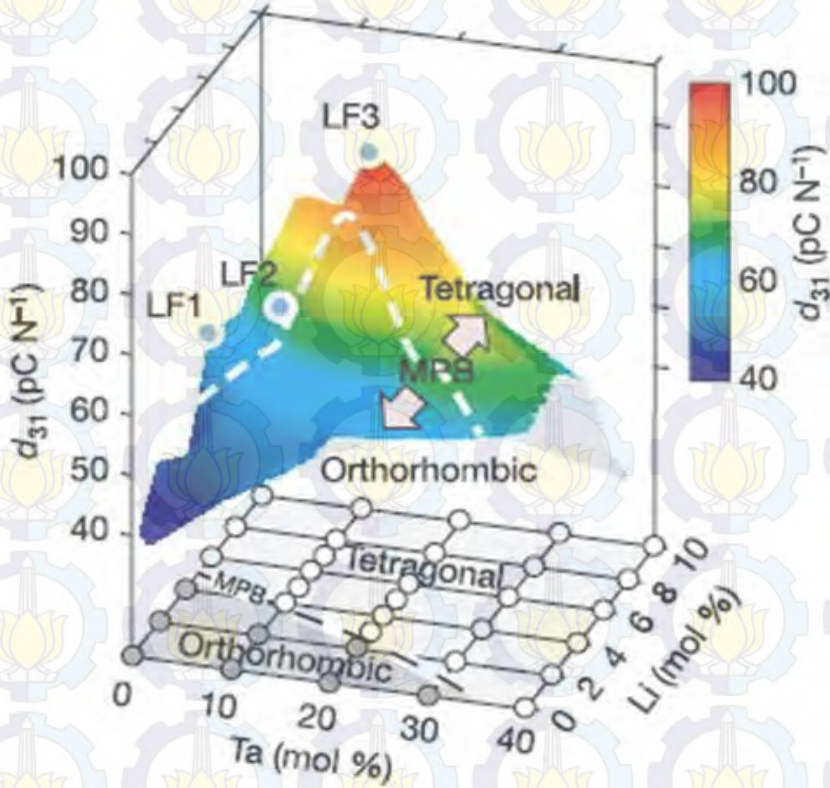 LF3
100
90
80
70
60
50
40
d31 (pC N-1)
LF2
LF1
Tetragonal
MPB
Orthorhombic
100
80
60
40
d31 (pC N-1)
Tetragonal
MPB
Orthorhombic
0
10
20
30
40
Ta (mol %)
0
2
4
6
8
10
Li (mol %)